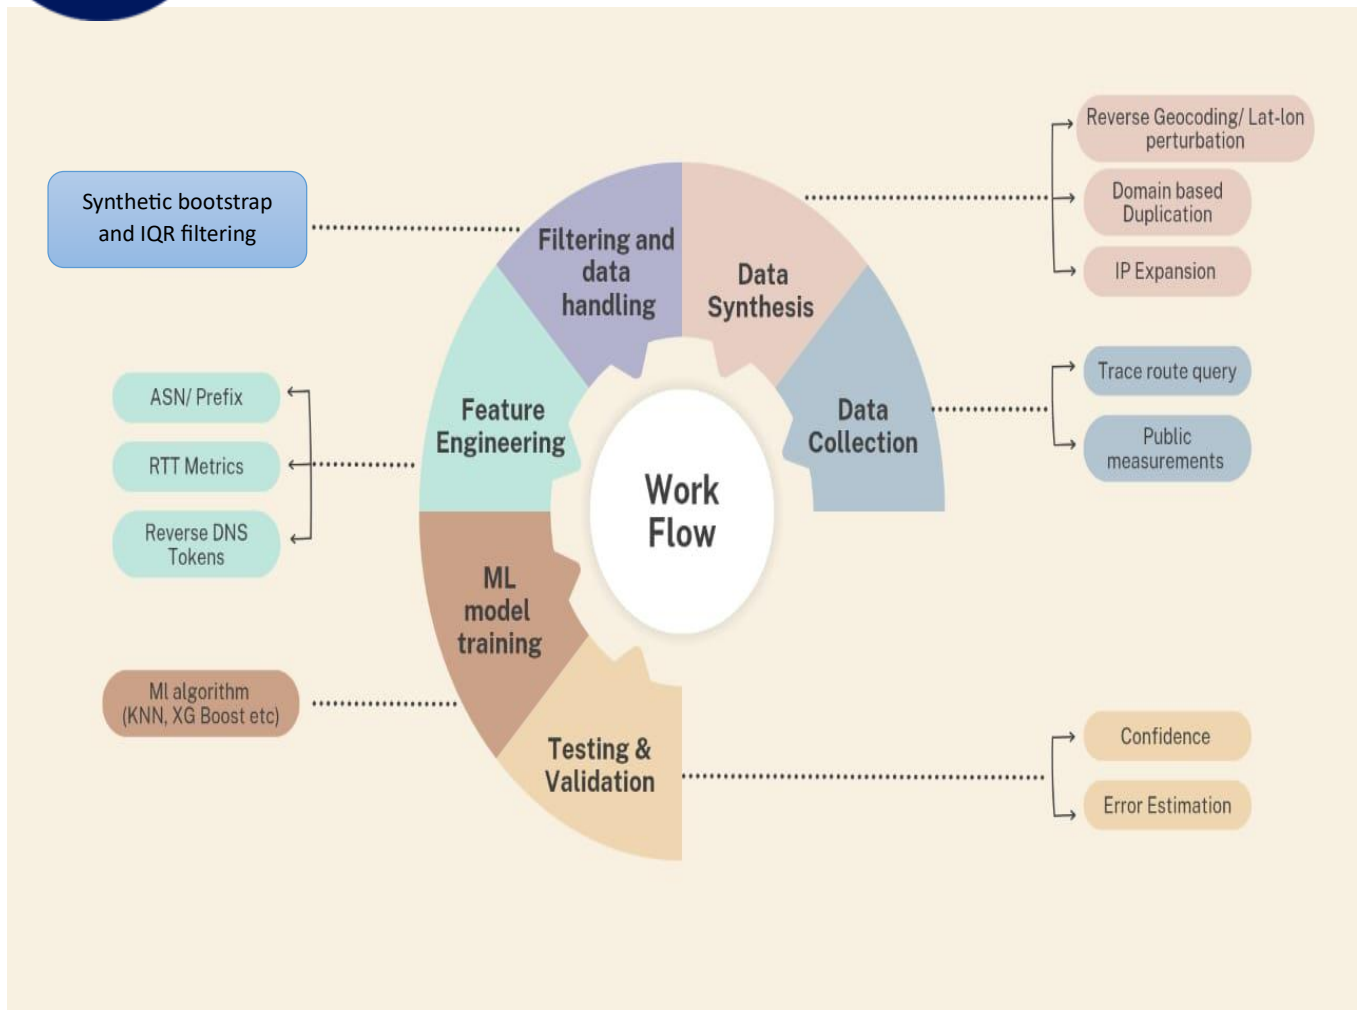 Synthetic bootstrap
and IQR filtering
Filtering and
data
handling
Data
Synthesis
Reverse Geocoding/ Lat-lon
perturbation
Domain based
Duplication
IP Expansion
Data
Collection
Trace route query
Public
measurements
Feature
Engineering
ASN/ Prefix
RTT Metrics
Reverse DNS
Tokens
Work
Flow
ML
model
training
Ml algorithm
(KNN, XG Boost etc)
Testing &
Validation
Confidence
Error Estimation